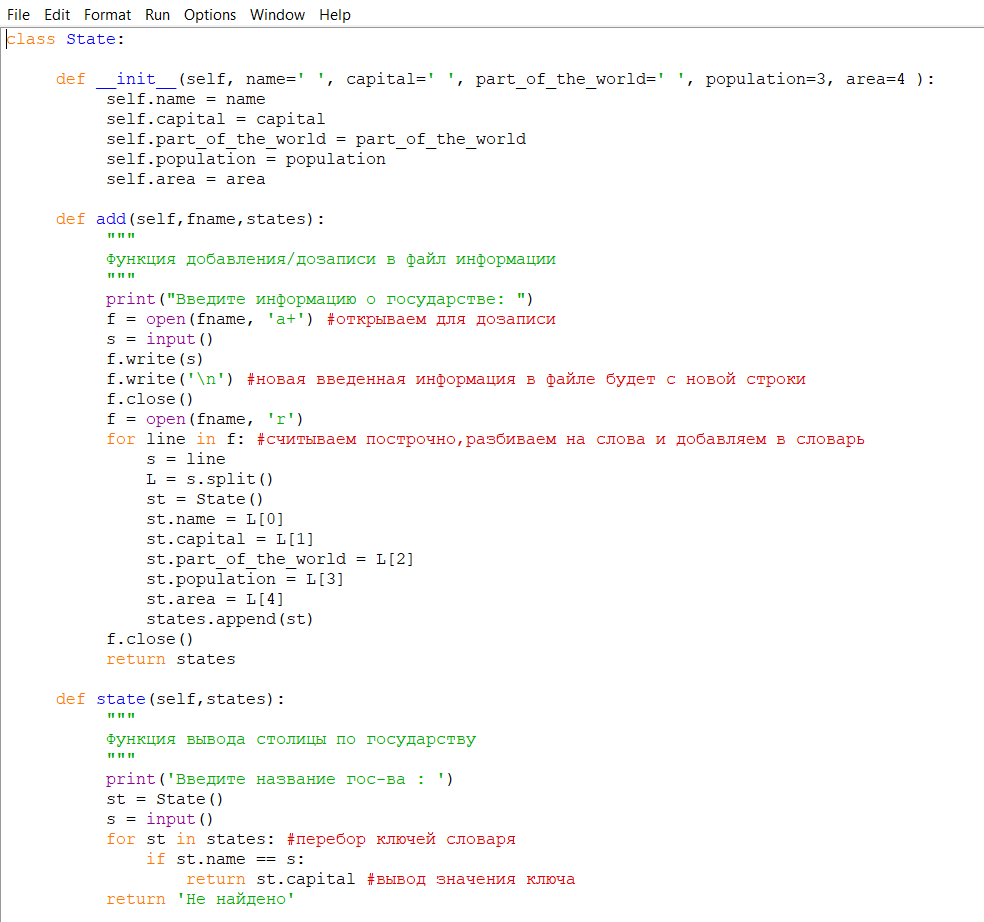 File Edit Format Run Options Window Help
class State:
def __init__(self, name=' ', capital=' ', part_of_the_world=' ', population=3, area=4 ):
self.name = name
self.capital = capital
self.part_of_the_world = part_of_the_world
self.population = population
self.area = area
def add(self,fname,states):
"""
Функция добавления/дозаписи в файл информации
"""
print("Введите информацию о государстве: ")
f = open(fname, 'a+') #открываем для дозаписи
s = input()
f.write(s)
f.write('\n') #новая введенная информация в файле будет с новой строки
f.close()
f = open(fname, 'r')
for line in f: #считываем построчно,разбиваем на слова и добавляем в словарь
s = line
L = s.split()
st = State()
st.name = L[0]
st.capital = L[1]
st.part_of_the_world = L[2]
st.population = L[3]
st.area = L[4]
states.append(st)
f.close()
return states
def state(self,states):
"""
Функция вывода столицы по государству
"""
print('Введите название гос-ва : ')
st = State()
s = input()
for st in states: #перебор ключей словаря
if st.name == s:
return st.capital #вывод значения ключа
return 'Не найдено'